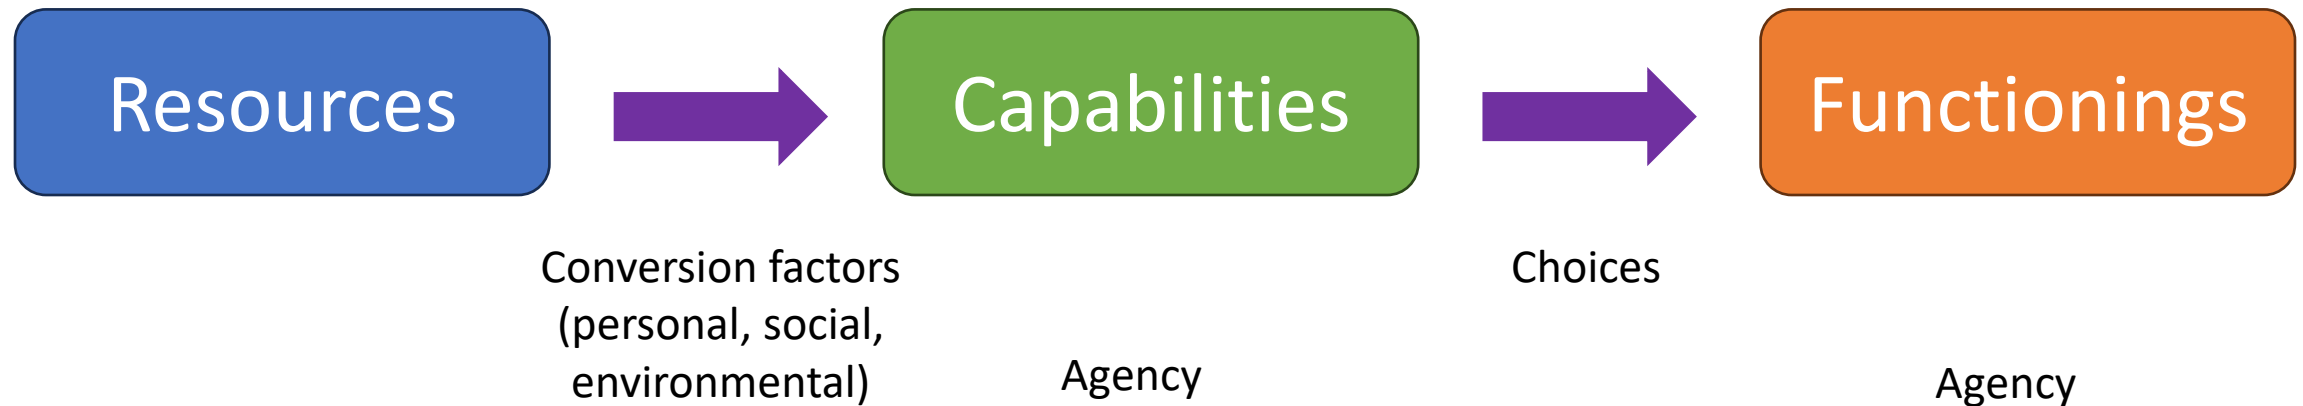 Resources
Capabilities
Functionings
Conversion factors
(personal, social,
environmental)
Choices
Agency
Agency